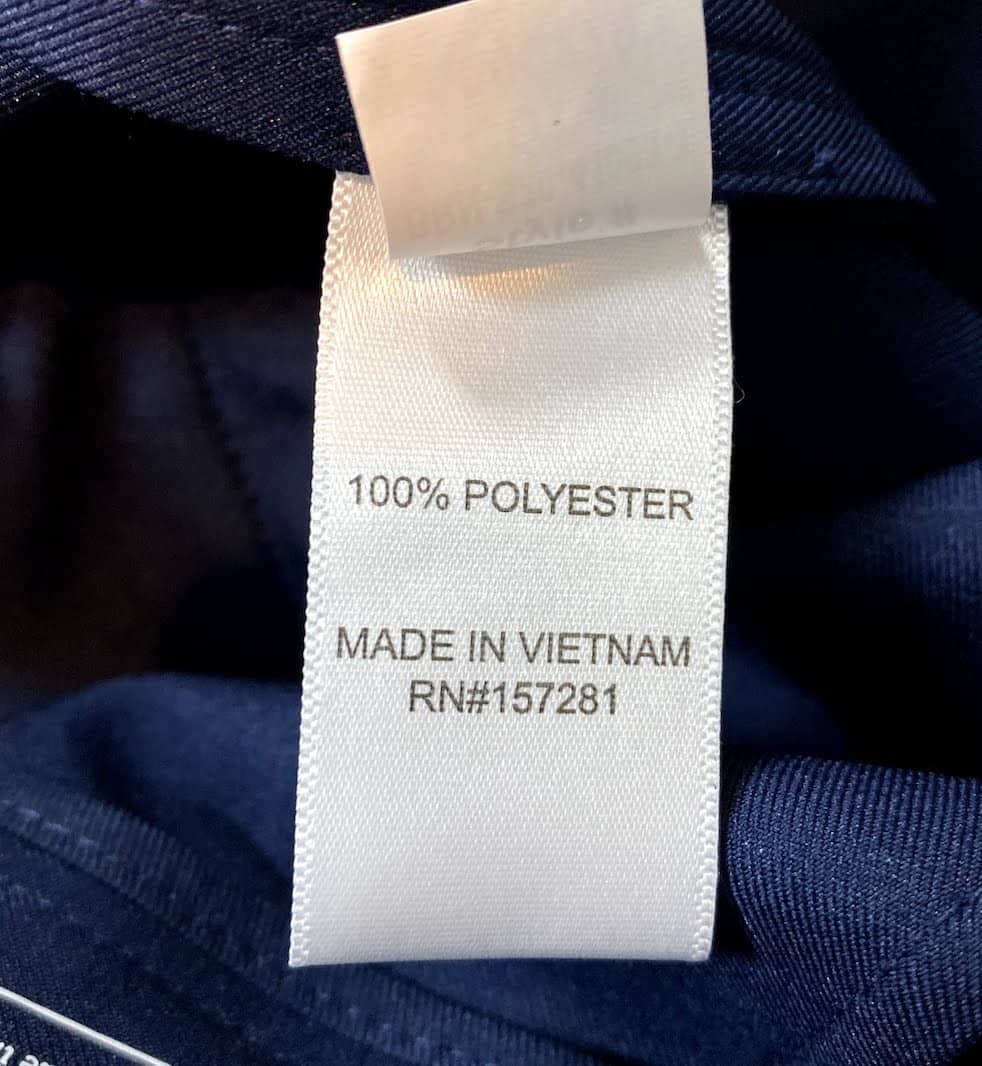 100% POLYESTER
MADE IN VIETNAM
RN#157281